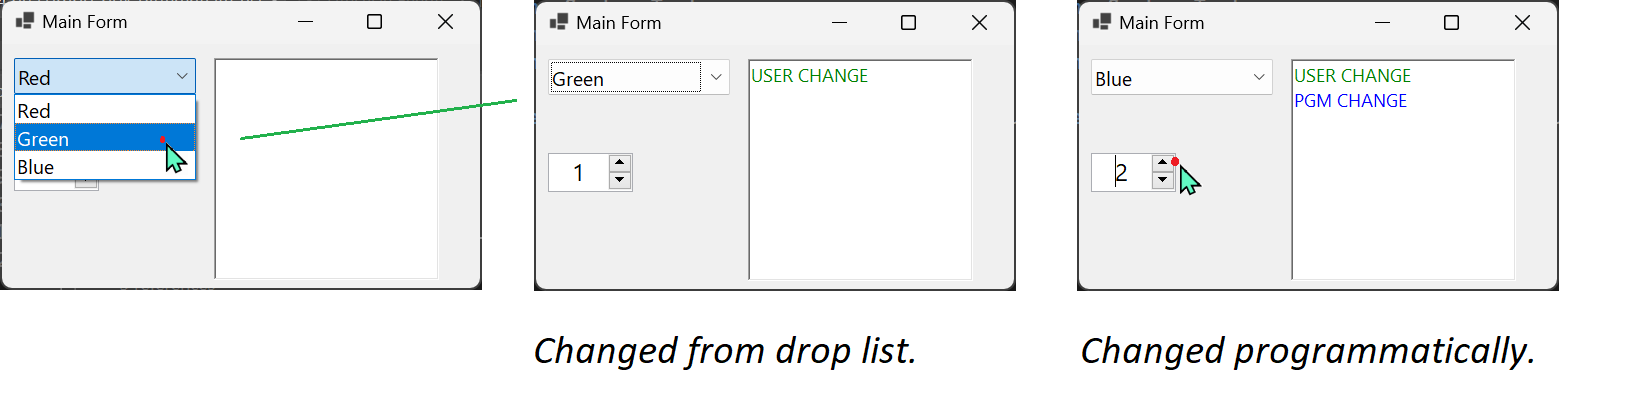 Main Form
Red
Red
Green
Blue
Main Form
Green
USER CHANGE
1
Changed from drop list.
Main Form
Blue
USER CHANGE
PGM CHANGE
2
Changed programmatically.